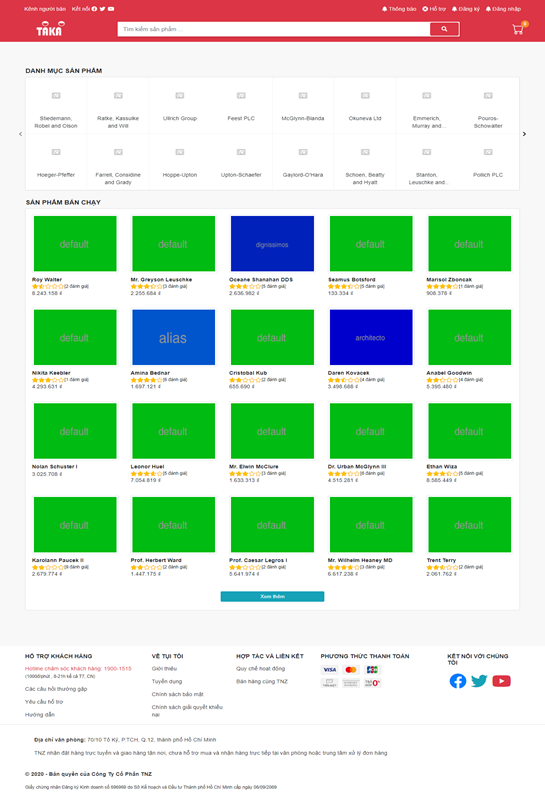 Kênh người bán Kết nối
Thông báo Hỗ trợ Đăng ký Đăng nhập
TAKA
Tìm kiếm sản phẩm ...
DANH MỤC SẢN PHẨM
Stiedemann, Robel and Olson
Ratke, Kassulke and Will
Ullrich Group
Feest PLC
McGlynn-Blanda
Okuneva Ltd
Emmerich, Murray and...
Pouros-Schowalter
Hoeger-Pfeffer
Farrell, Considine and Grady
Hoppe-Upton
Upton-Schaefer
Gaylord-O'Hara
Schoen, Beatty and Hyatt
Stanton, Leuschke and...
Pollich PLC
SẢN PHẨM BÁN CHẠY
default
default
dignissimos
default
default
Roy Walter
(2 đánh giá)
8.243.158 ₫
Mr. Greyson Leuschke
(3 đánh giá)
2.255.684 ₫
Oceane Shanahan DDS
(6 đánh giá)
2.636.982 ₫
Seamus Botsford
(5 đánh giá)
133.334 ₫
Marisol Zboncak
(1 đánh giá)
908.378 ₫
default
alias
default
architecto
default
Nikita Keebler
(1 đánh giá)
4.293.631 ₫
Amina Bednar
(8 đánh giá)
1.697.121 ₫
Cristobal Kub
(2 đánh giá)
655.690 ₫
Daren Kovacek
(4 đánh giá)
3.498.688 ₫
Anabel Goodwin
(4 đánh giá)
5.395.480 ₫
default
default
default
default
default
Nolan Schuster I
3.025.708 ₫
Leonor Huel
(5 đánh giá)
7.054.819 ₫
Mr. Elwin McClure
(3 đánh giá)
1.633.313 ₫
Dr. Urban McGlynn III
(6 đánh giá)
4.515.281 ₫
Ethan Wiza
(5 đánh giá)
8.585.449 ₫
default
default
default
default
default
Karolann Paucek II
(9 đánh giá)
2.679.774 ₫
Prof. Herbert Ward
(2 đánh giá)
1.447.175 ₫
Prof. Caesar Legros I
(2 đánh giá)
5.641.974 ₫
Mr. Wilhelm Heaney MD
(3 đánh giá)
6.617.238 ₫
Trent Terry
(2 đánh giá)
2.061.762 ₫
Xem thêm
HỖ TRỢ KHÁCH HÀNG
Hotline chăm sóc khách hàng: 1900-1515
(1000đ/phút , 8-21h kể cả T7, CN)
Các câu hỏi thường gặp
Yêu cầu hỗ trợ
Hướng dẫn
VỀ TỤI TÔI
Giới thiệu
Tuyển dụng
Chính sách bảo mật
Chính sách giải quyết khiếu nại
HỢP TÁC VÀ LIÊN KẾT
Quy chế hoạt động
Bán hàng cùng TNZ
PHƯƠNG THỨC THANH TOÁN
VISA
mastercard
JCB
KẾT NỐI VỚI CHÚNG TÔI
Địa chỉ văn phòng: 70/10 Tô Ký, P.TCH, Q.12, thành phố Hồ Chí Minh
TNZ nhận đặt hàng trực tuyến và giao hàng tận nơi, chưa hỗ trợ mua và nhận hàng trực tiếp tại văn phòng hoặc trung tâm xử lý đơn hàng
© 2020 - Bản quyền của Công Ty Cổ Phần TNZ
Giấy chứng nhận Đăng ký Kinh doanh số 696969 do Sở Kế hoạch và Đầu tư Thành phố Hồ Chí Minh cấp ngày 06/09/2069